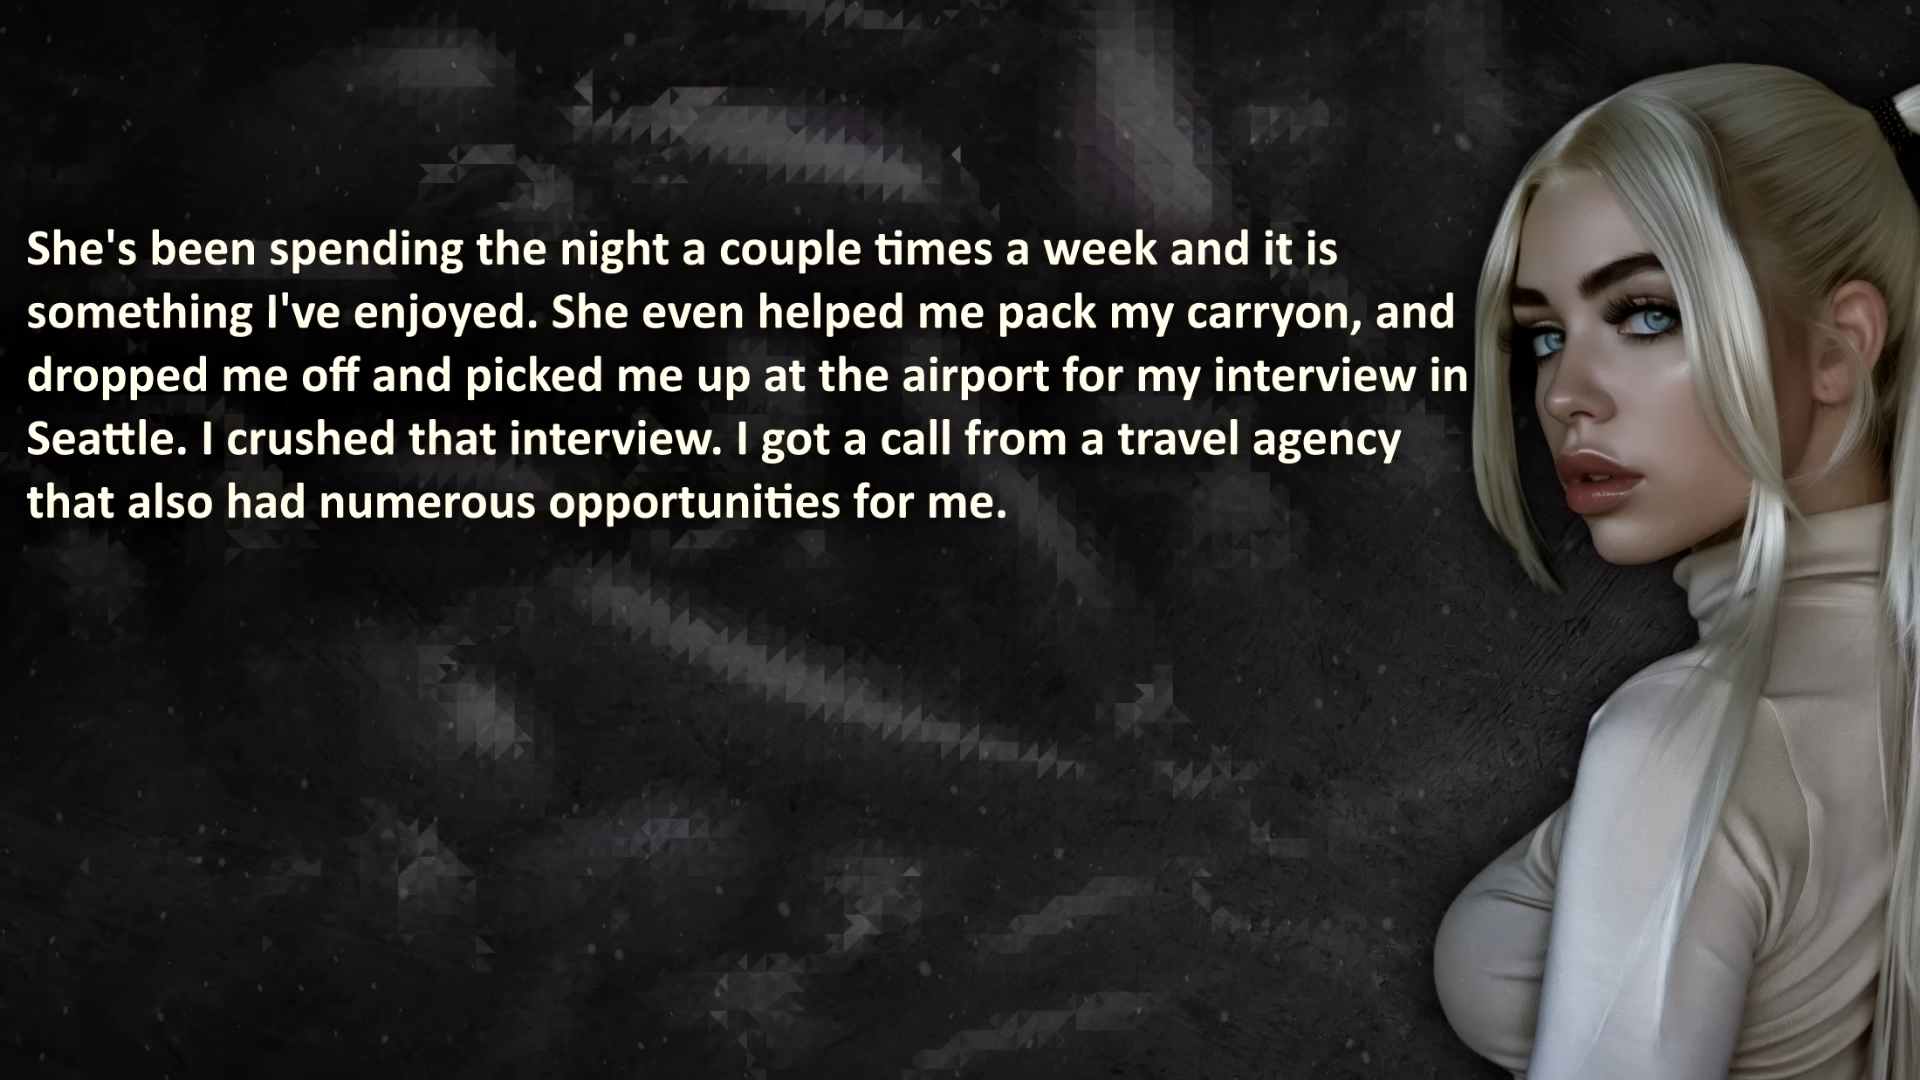 She's been spending the night a couple times a week and it is
something I've enjoyed. She even helped me pack my carryon, and
dropped me off and picked me up at the airport for my interview in
Seattle. I crushed that interview. I got a call from a travel agency
that also had numerous opportunities for me.